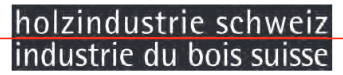 holzindustrie schweiz
industrie du bois suisse